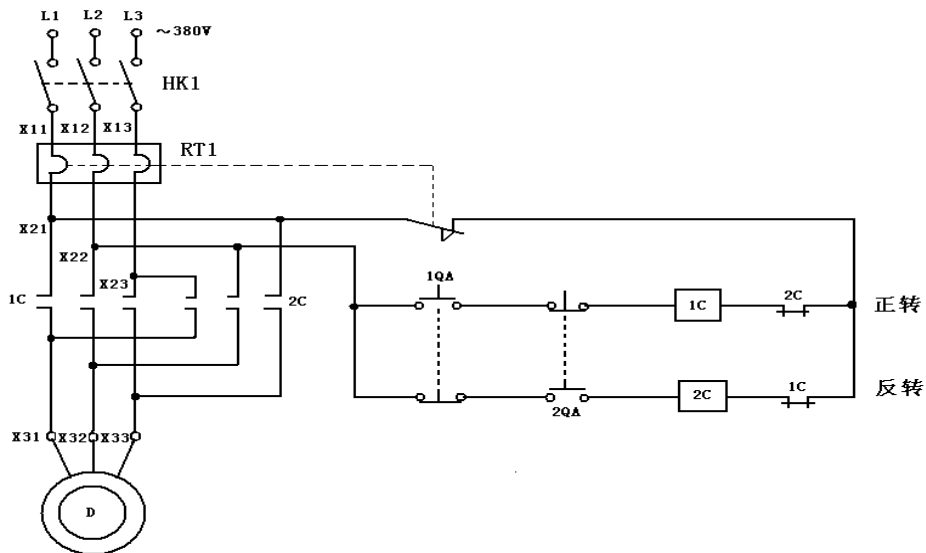 L1 L2 L3
～380V
HK1
X11 X12 X13
RT1
X21
X22
X23
1C
2C
1QA
1C
2C
正转
2QA
2C
1C
反转
X31 X32 X33
D